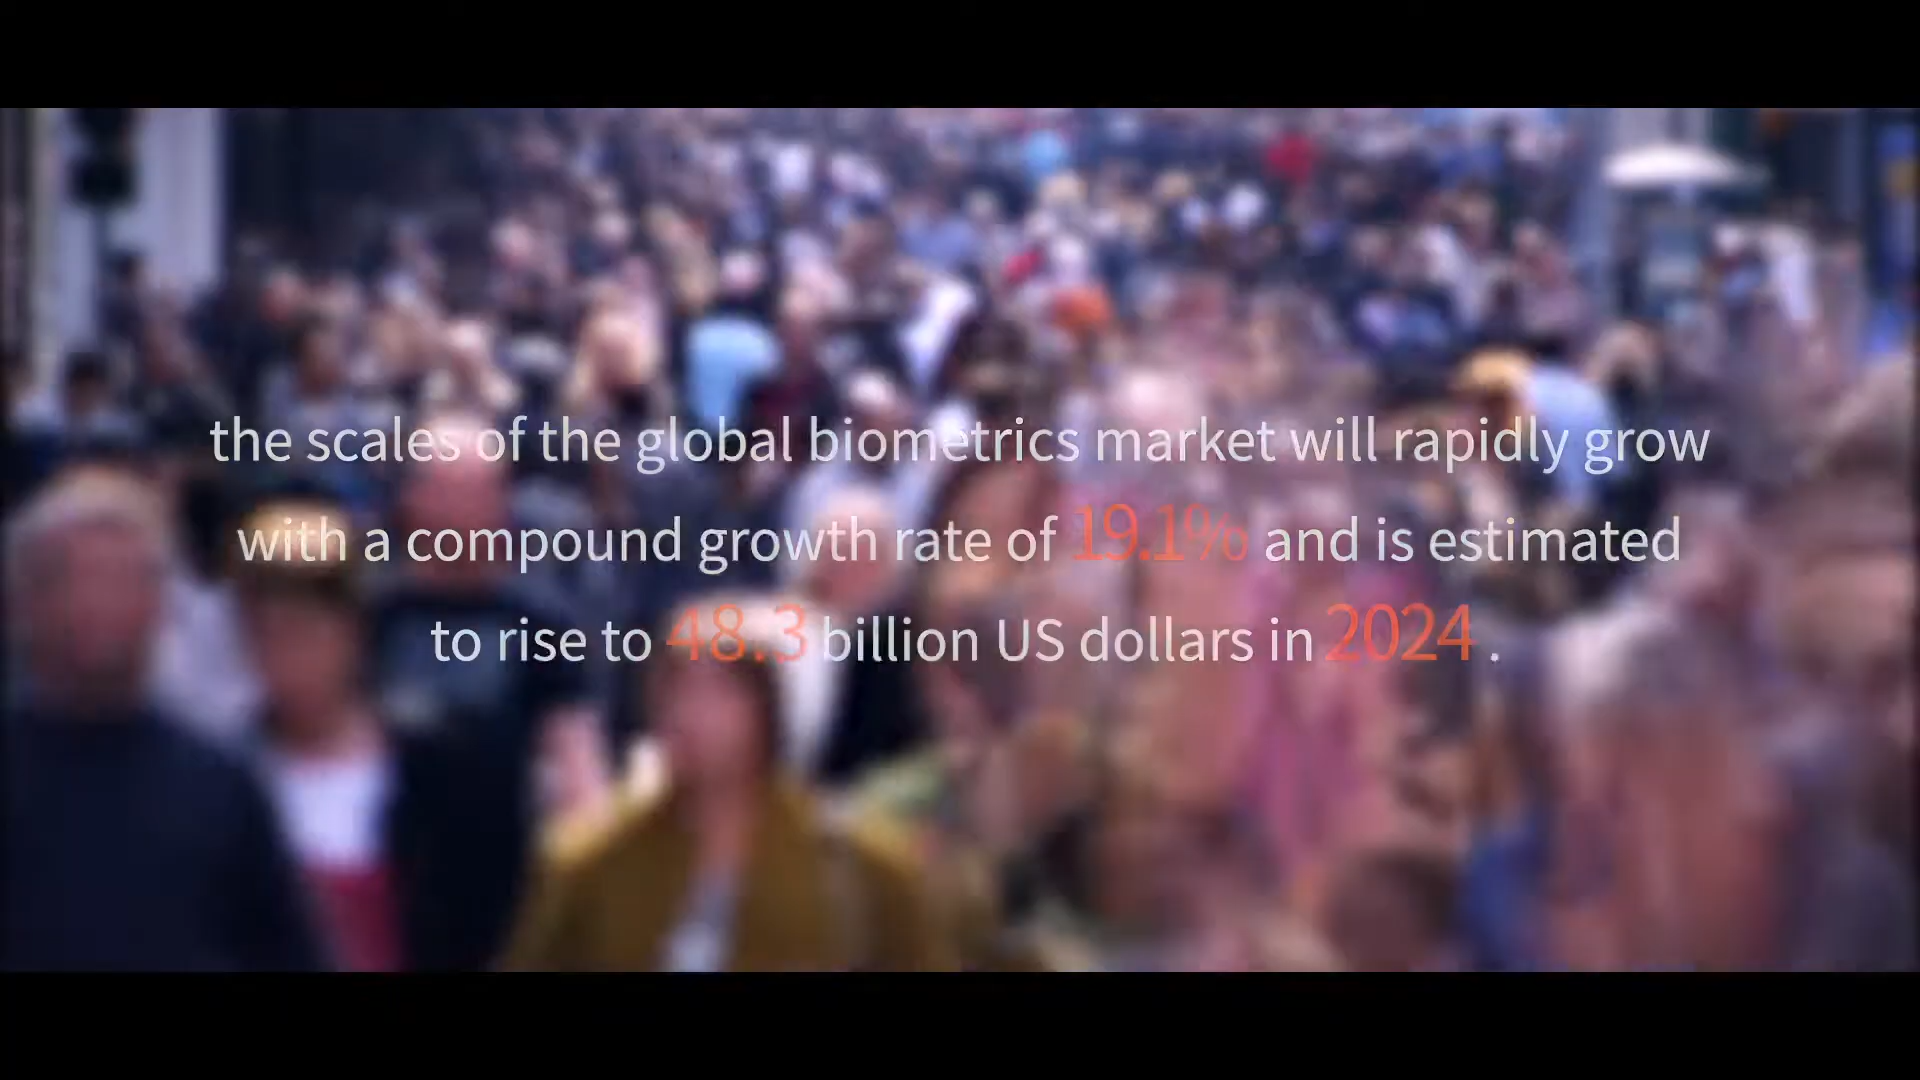 the scales of the global biometrics market will rapidly grow
with a compound growth rate of 19.1% and is estimated
to rise to 48.3 billion US dollars in 2024 .